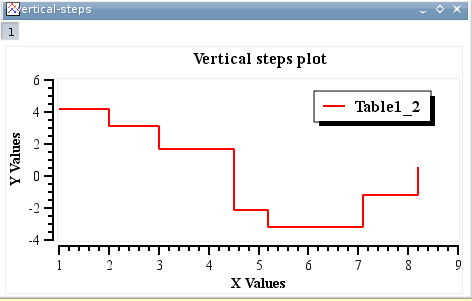 vertical-steps
1
Vertical steps plot
Table1_2
Y Values
6
4
2
0
-2
-4
1 2 3 4 5 6 7 8 9
X Values